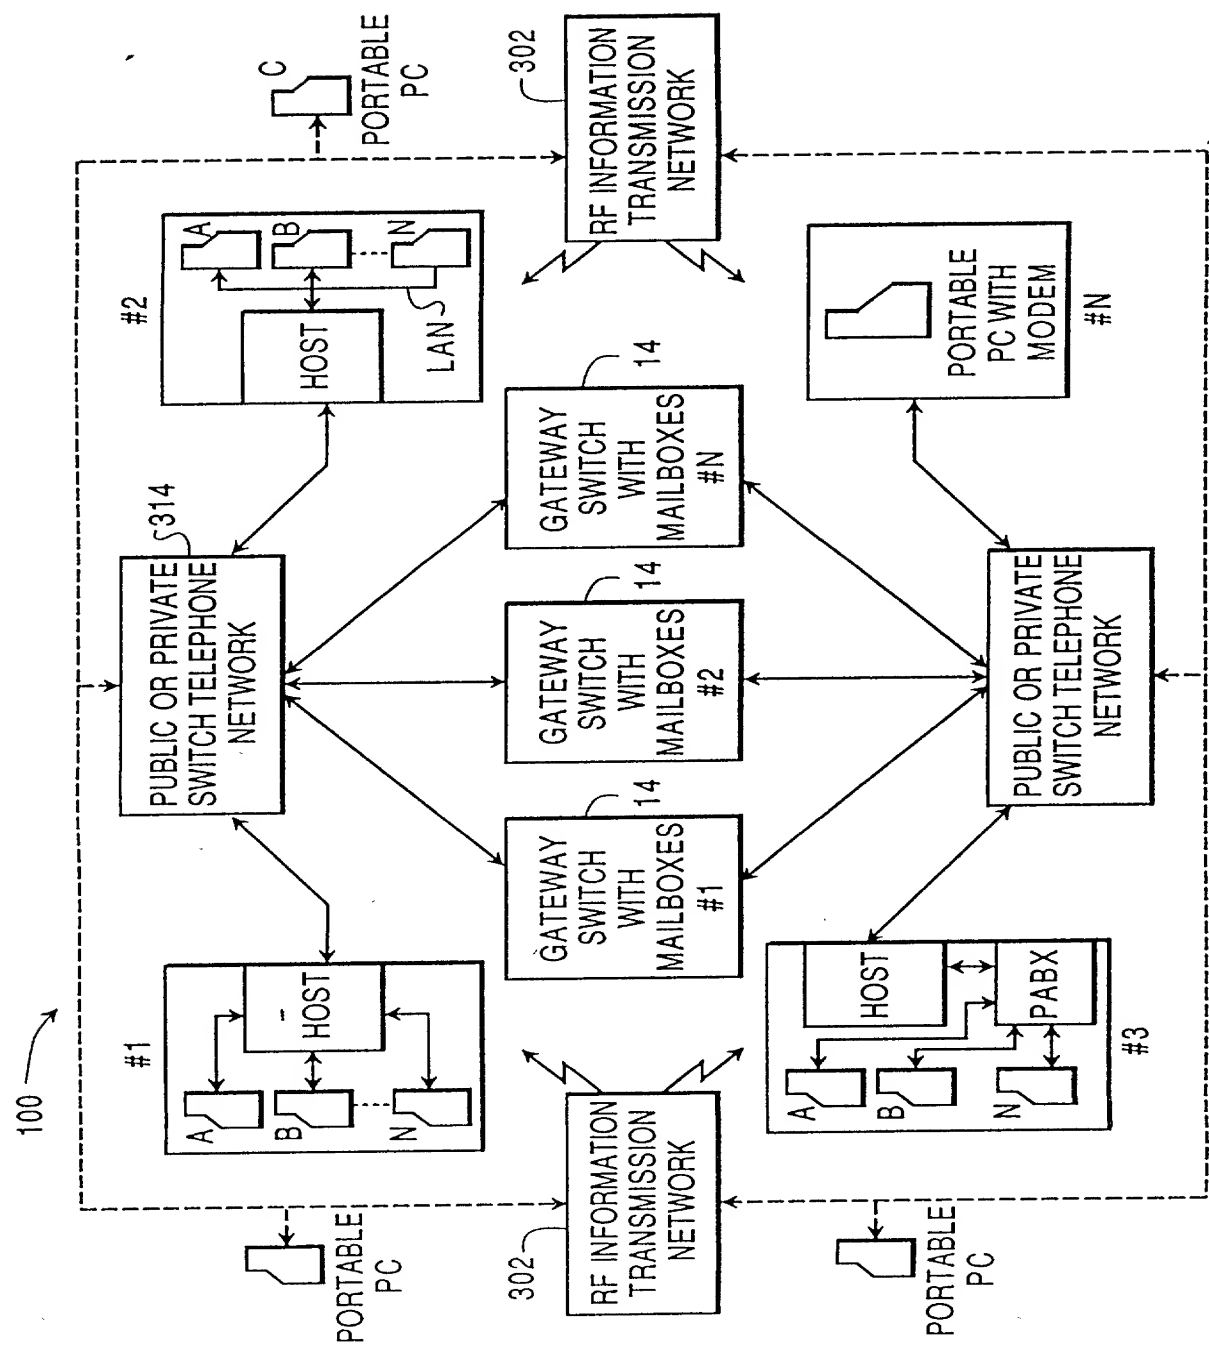 100
PORTABLE
PC
#1
A
B
N
HOST
PUBLIC OR PRIVATE
SWITCH TELEPHONE
NETWORK
314
#2
HOST
A
B
N
LAN
C
PORTABLE
PC
302
RF INFORMATION
TRANSMISSION
NETWORK
GATEWAY
SWITCH
WITH
MAILBOXES
#1
14
GATEWAY
SWITCH
WITH
MAILBOXES
#2
14
GATEWAY
SWITCH
WITH
MAILBOXES
#N
14
302
RF INFORMATION
TRANSMISSION
NETWORK
PORTABLE
PC
A
B
N
HOST
PABX
#3
PUBLIC OR PRIVATE
SWITCH TELEPHONE
NETWORK
PORTABLE
PC WITH
MODEM
#N